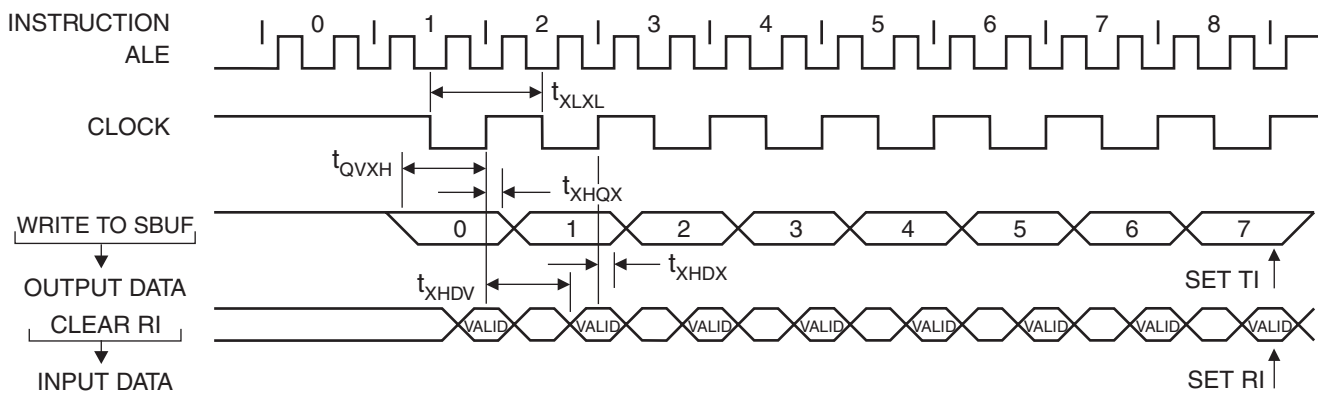 INSTRUCTION 0 1 2 3 4 5 6 7 8
ALE
tXLXL
CLOCK
tQVXH
tXHQX
WRITE TO SBUF 0 1 2 3 4 5 6 7
tXHDX
tXHDV
SET TI
OUTPUT DATA
CLEAR RI VALID VALID VALID VALID VALID VALID VALID VALID
INPUT DATA
SET RI